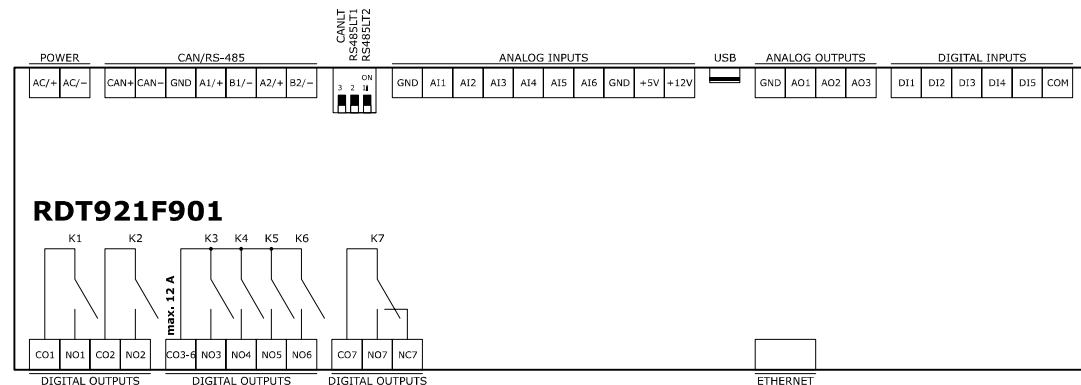 CANLT
RS485LT1
RS485LT2
POWER
CAN/RS-485
ANALOG INPUTS
USB
ANALOG OUTPUTS
DIGITAL INPUTS
AC/+ AC/−
CAN+ CAN− GND A1/+ B1/− A2/+ B2/−
ON
3 2 1
GND AI1 AI2 AI3 AI4 AI5 AI6 GND +5V +12V
GND AO1 AO2 AO3
DI1 DI2 DI3 DI4 DI5 COM
RDT921F901
K1 K2 K3 K4 K5 K6 K7
max. 12 A
CO1 NO1 CO2 NO2
CO3-6 NO3 NO4 NO5 NO6
CO7 NO7 NC7
DIGITAL OUTPUTS
DIGITAL OUTPUTS
DIGITAL OUTPUTS
ETHERNET